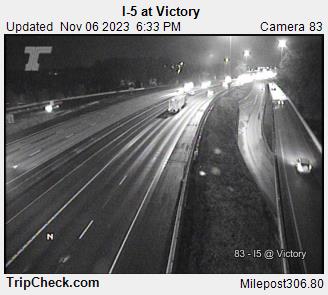 I-5 at Victory
Updated Nov 06 2023 6:33 PM Camera 83
T
N
83 - I5 @ Victory
TripCheck.com Milepost306.80